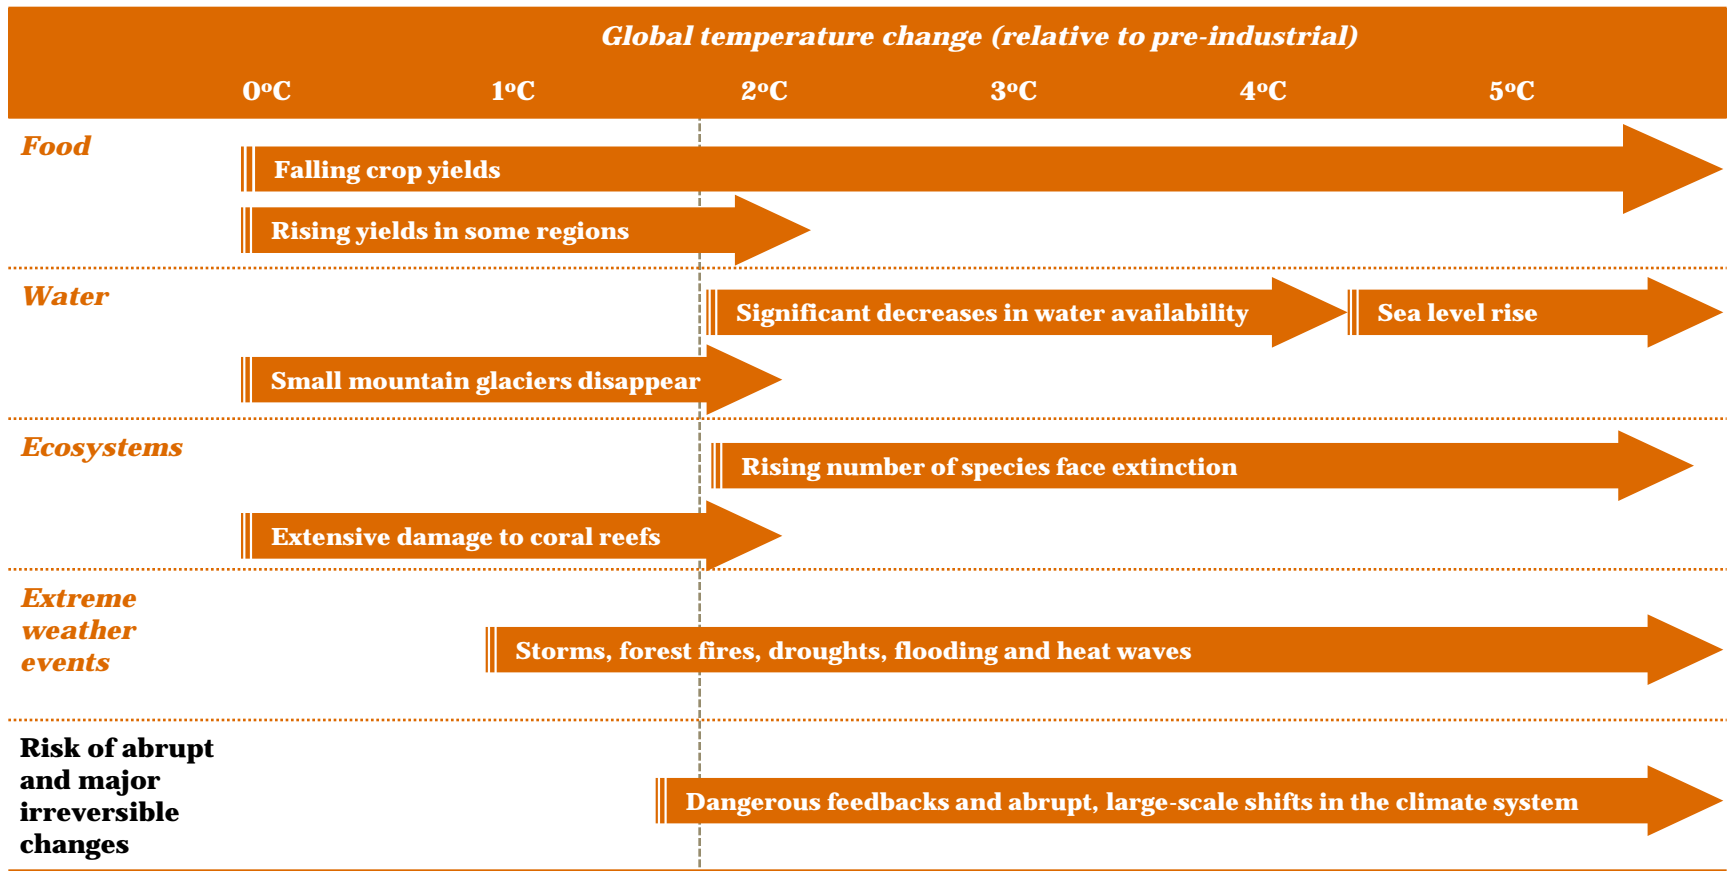 Global temperature change (relative to pre-industrial)
0°C 1°C 2°C 3°C 4°C 5°C
Food
Falling crop yields
Rising yields in some regions
Water
Significant decreases in water availability
Sea level rise
Small mountain glaciers disappear
Ecosystems
Rising number of species face extinction
Extensive damage to coral reefs
Extreme
weather
events
Storms, forest fires, droughts, flooding and heat waves
Risk of abrupt
and major
irreversible
changes
Dangerous feedbacks and abrupt, large-scale shifts in the climate system